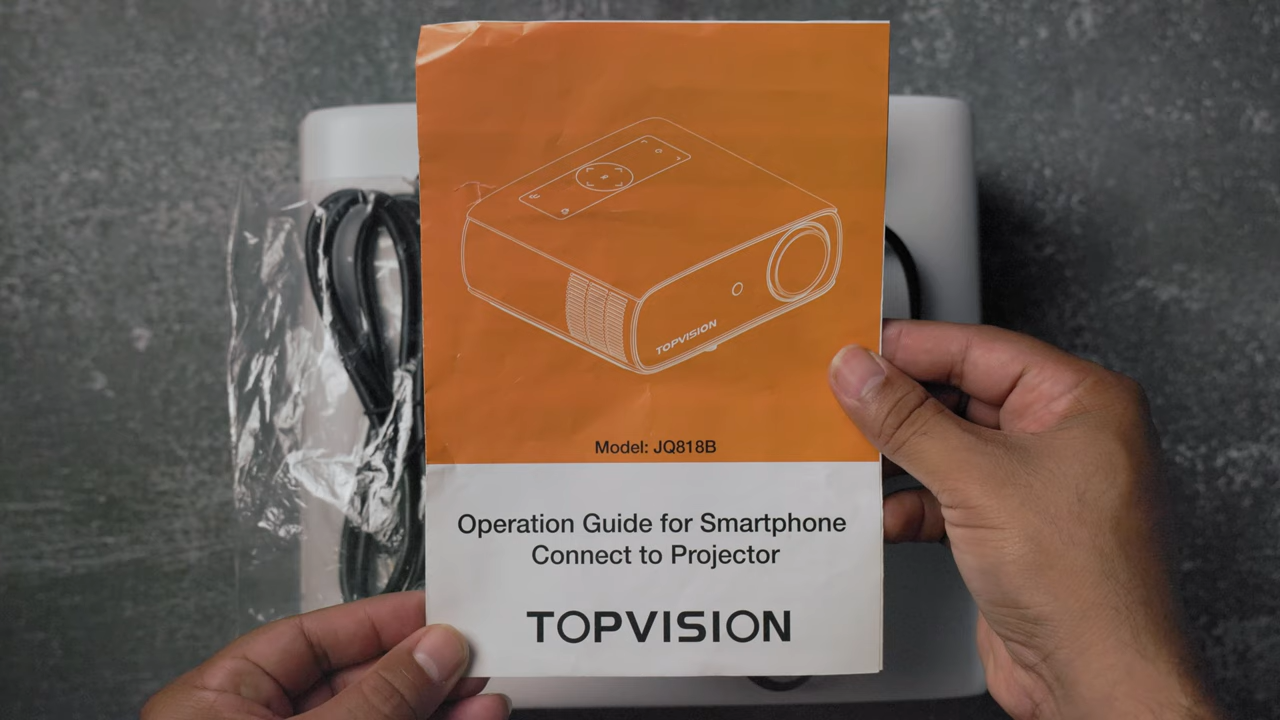 TOPVISION
Model: JQ818B
Operation Guide for Smartphone
Connect to Projector
TOPVISION